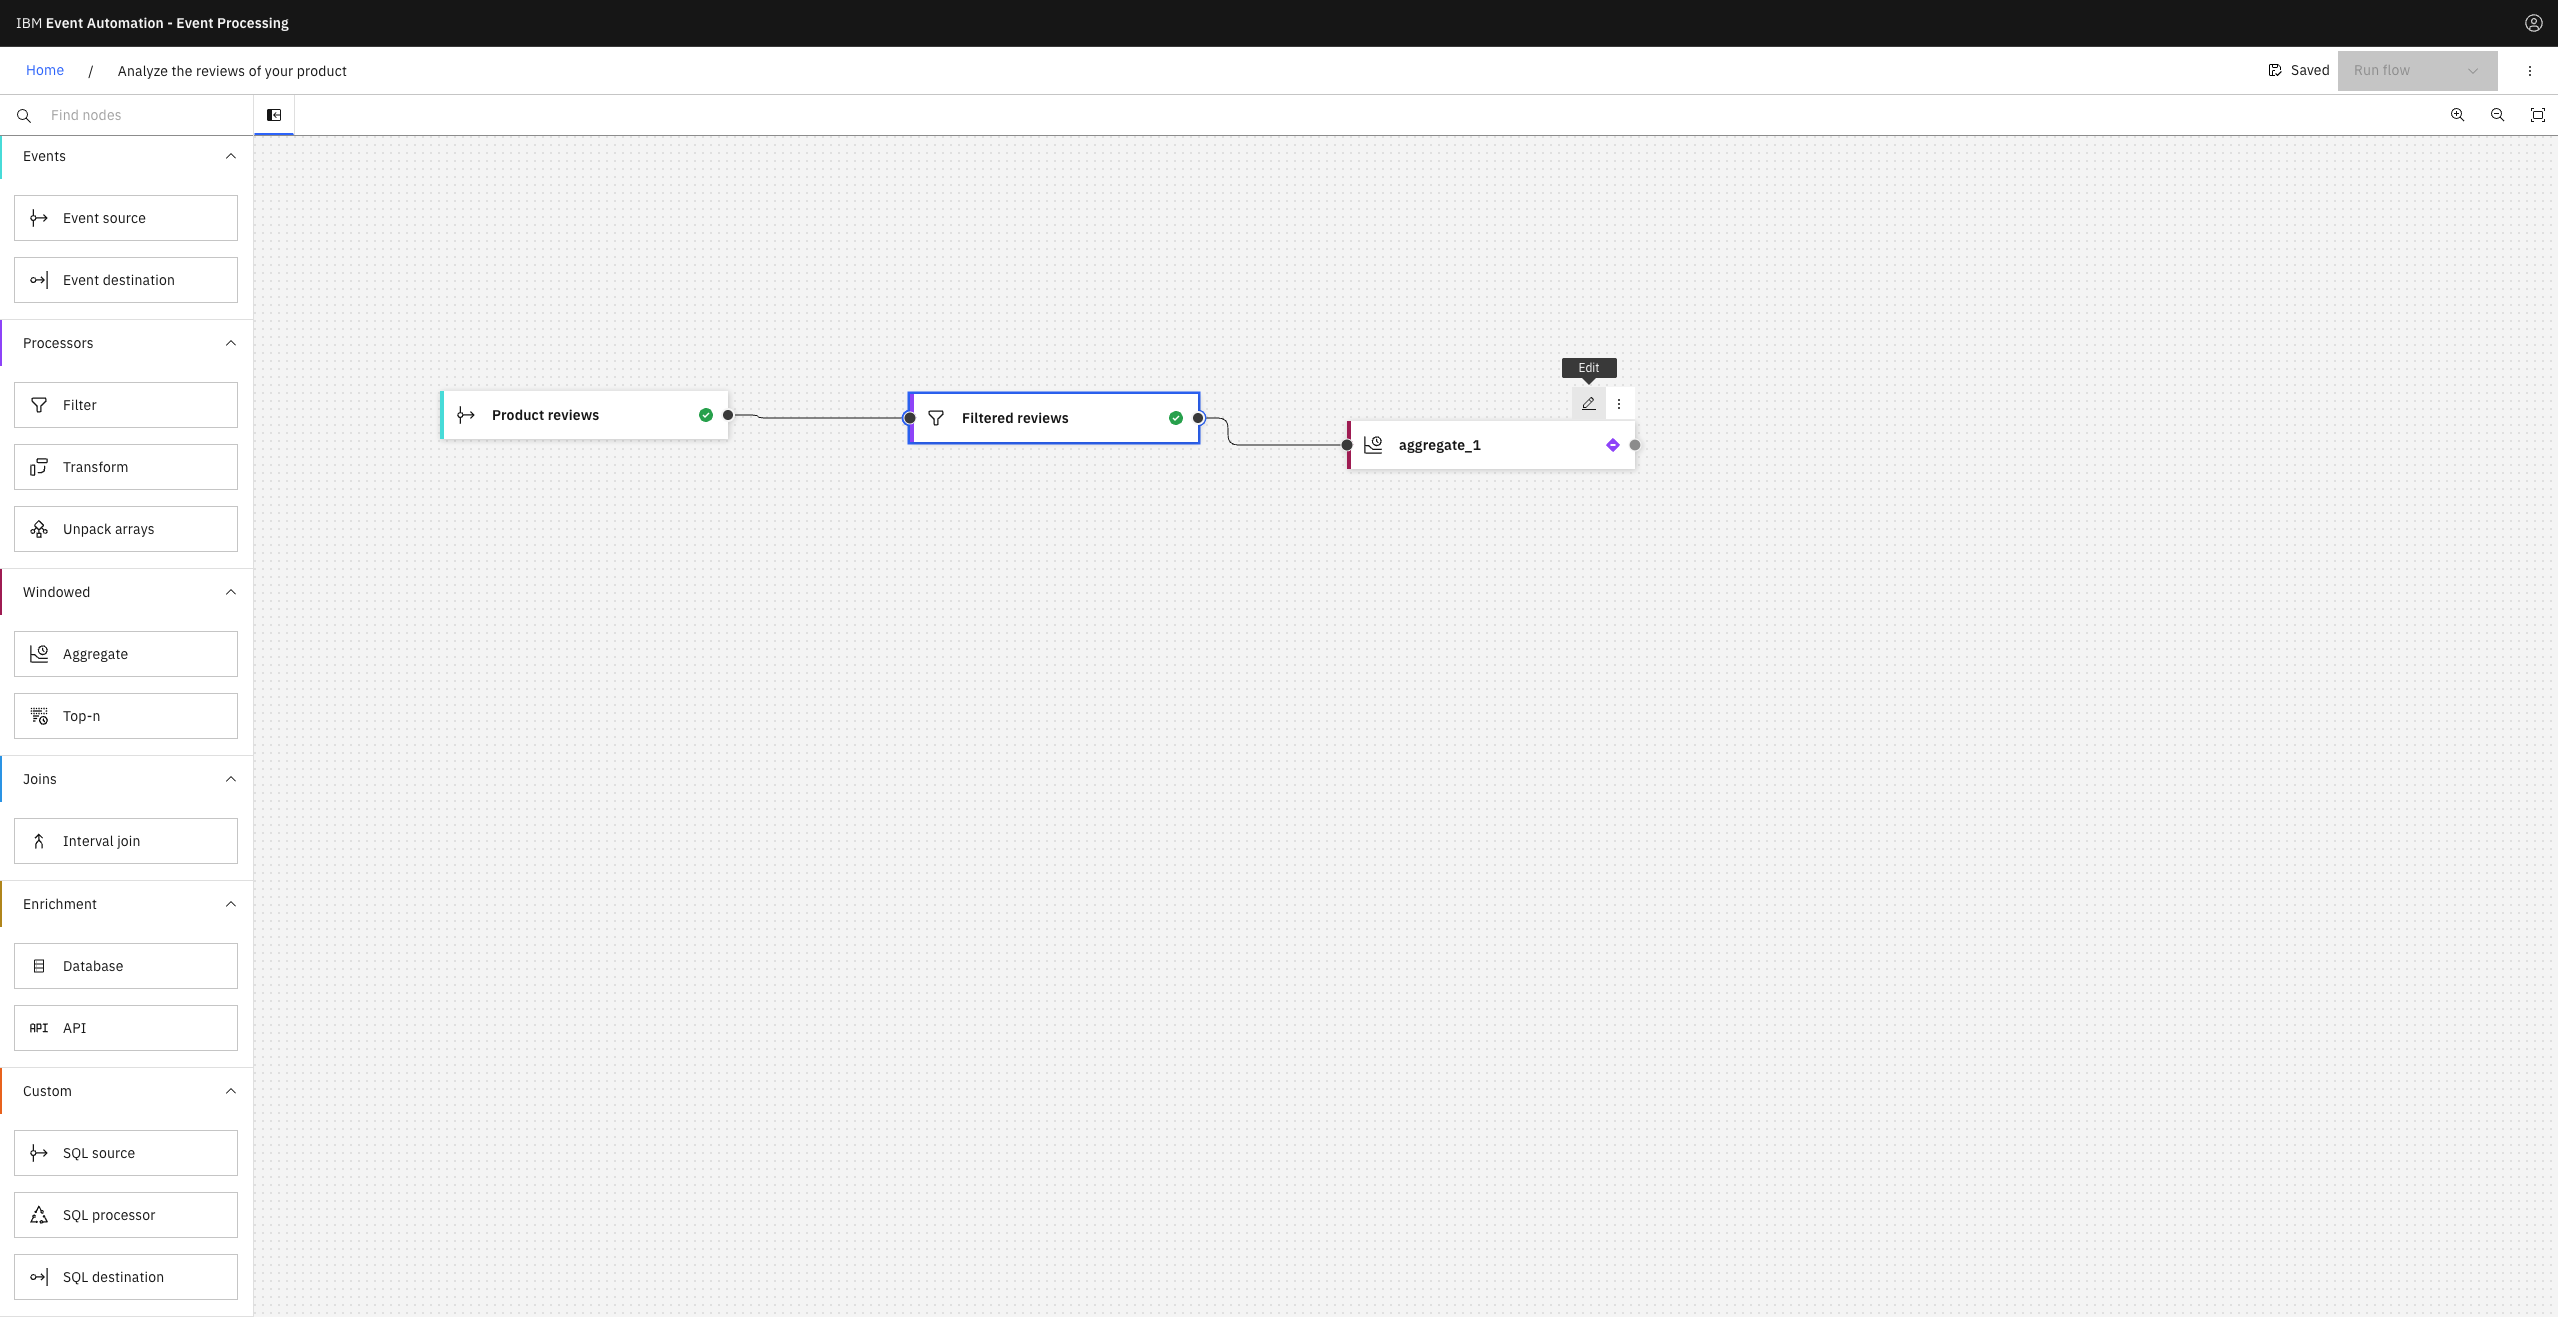 IBM Event Automation - Event Processing
Home / Analyze the reviews of your product
Saved
Run flow
Find nodes
Events
Event source
Event destination
Processors
Filter
Transform
Unpack arrays
Windowed
Aggregate
Top-n
Joins
Interval join
Enrichment
Database
API API
Custom
SQL source
SQL processor
SQL destination
Product reviews
Filtered reviews
Edit
aggregate_1